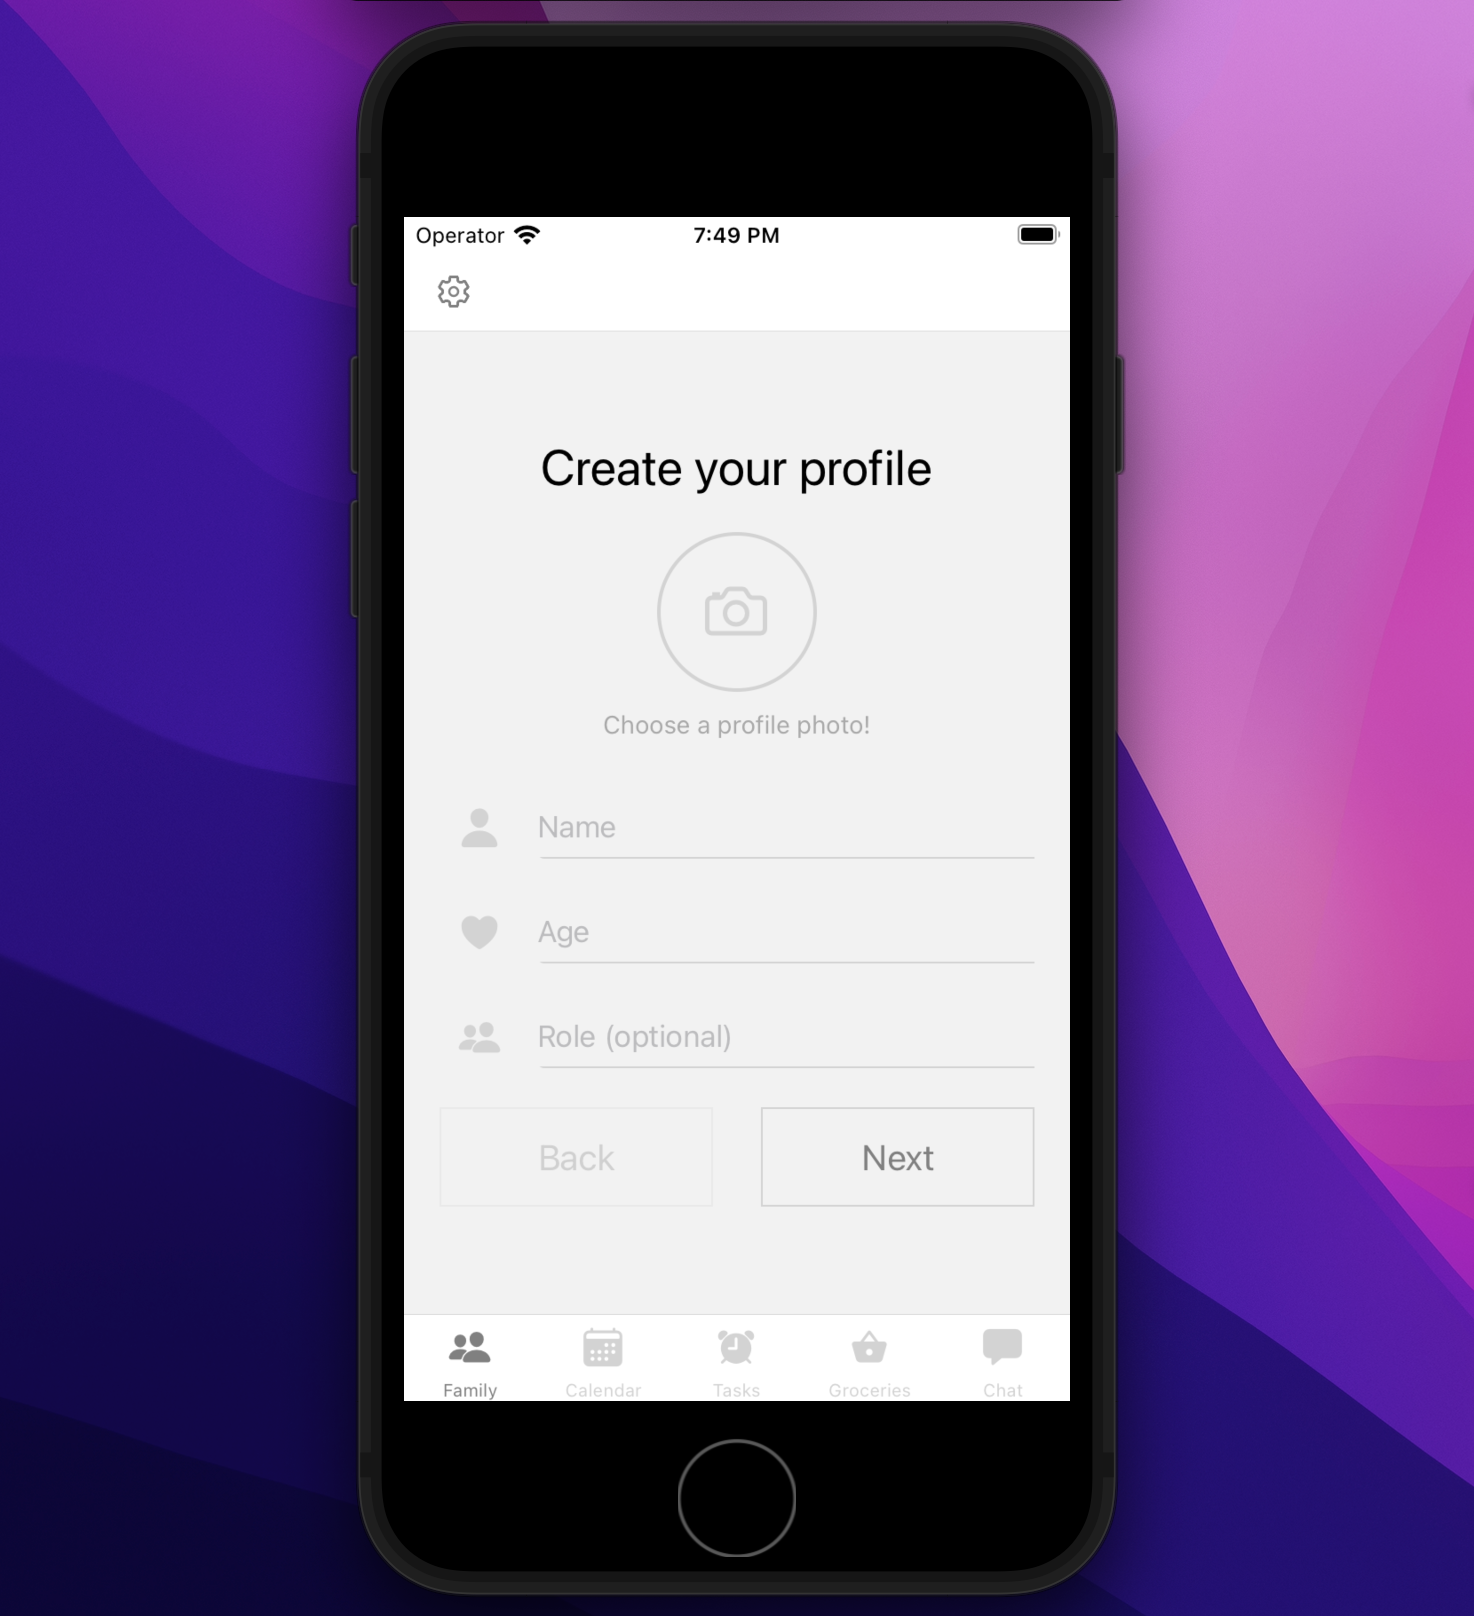 Operator 7:49 PM
Create your profile
Choose a profile photo!
Name
Age
Role (optional)
Back Next
Family Calendar Tasks Groceries Chat